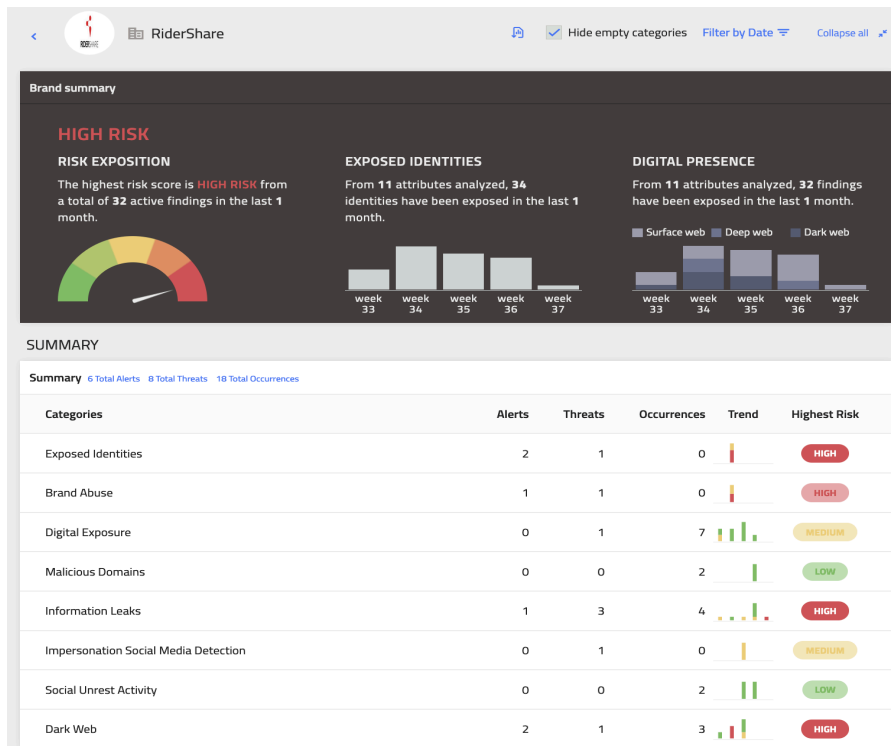 RIDERSHARE
RiderShare
Hide empty categories
Filter by Date
Collapse all
Brand summary
HIGH RISK
RISK EXPOSITION
The highest risk score is HIGH RISK from
a total of 32 active findings in the last 1
month.
EXPOSED IDENTITIES
From 11 attributes analyzed, 34
identities have been exposed in the last 1
month.
week 33
week 34
week 35
week 36
week 37
DIGITAL PRESENCE
From 11 attributes analyzed, 32 findings
have been exposed in the last 1 month.
Surface web Deep web Dark web
week 33
week 34
week 35
week 36
week 37
SUMMARY
Summary 6 Total Alerts 8 Total Threats 18 Total Occurrences
Categories Alerts Threats Occurrences Trend Highest Risk
Exposed Identities 2 1 0 HIGH
Brand Abuse 1 1 0 HIGH
Digital Exposure 0 1 7 MEDIUM
Malicious Domains 0 0 2 LOW
Information Leaks 1 3 4 HIGH
Impersonation Social Media Detection 0 1 0 MEDIUM
Social Unrest Activity 0 0 2 LOW
Dark Web 2 1 3 HIGH